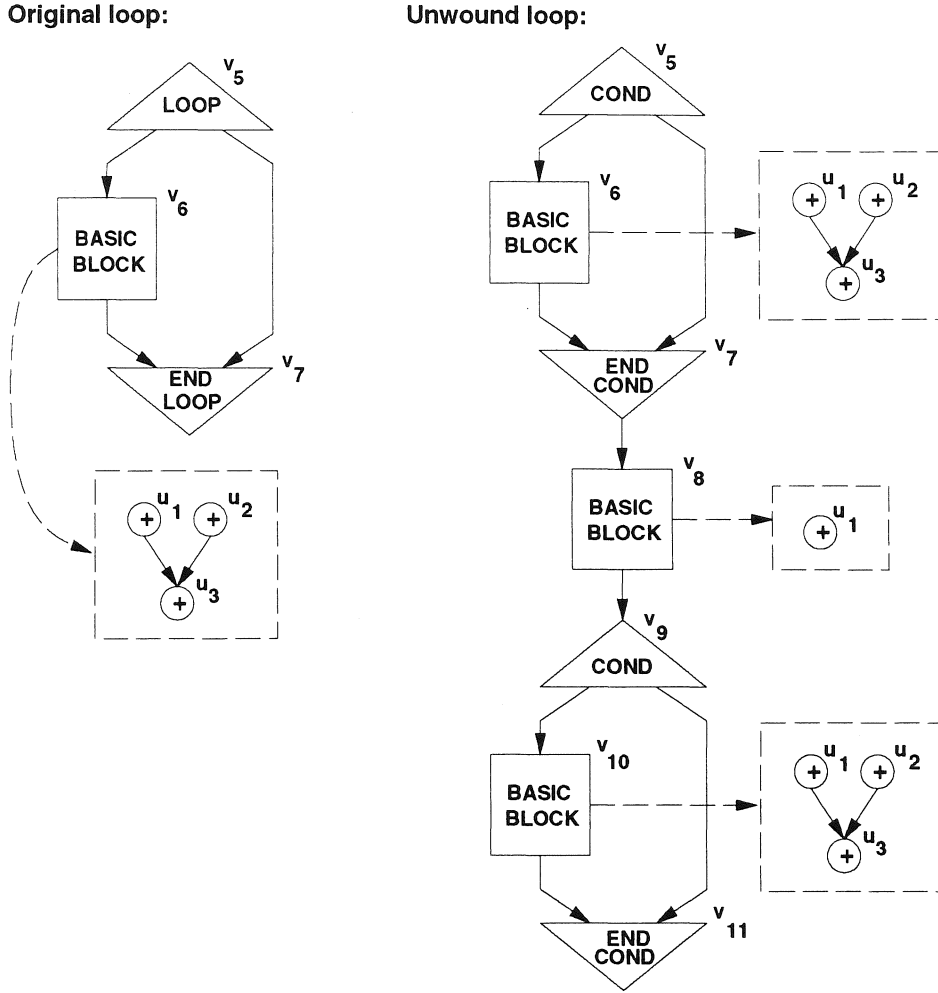 Original loop:
Unwound loop:
v5
LOOP
v6
BASIC
BLOCK
v7
END
LOOP
u1
u2
+
+
u3
+
v5
COND
v6
BASIC
BLOCK
u1
u2
+
+
u3
+
v7
END
COND
v8
BASIC
BLOCK
u1
+
v9
COND
v10
BASIC
BLOCK
u1
u2
+
+
u3
+
v11
END
COND